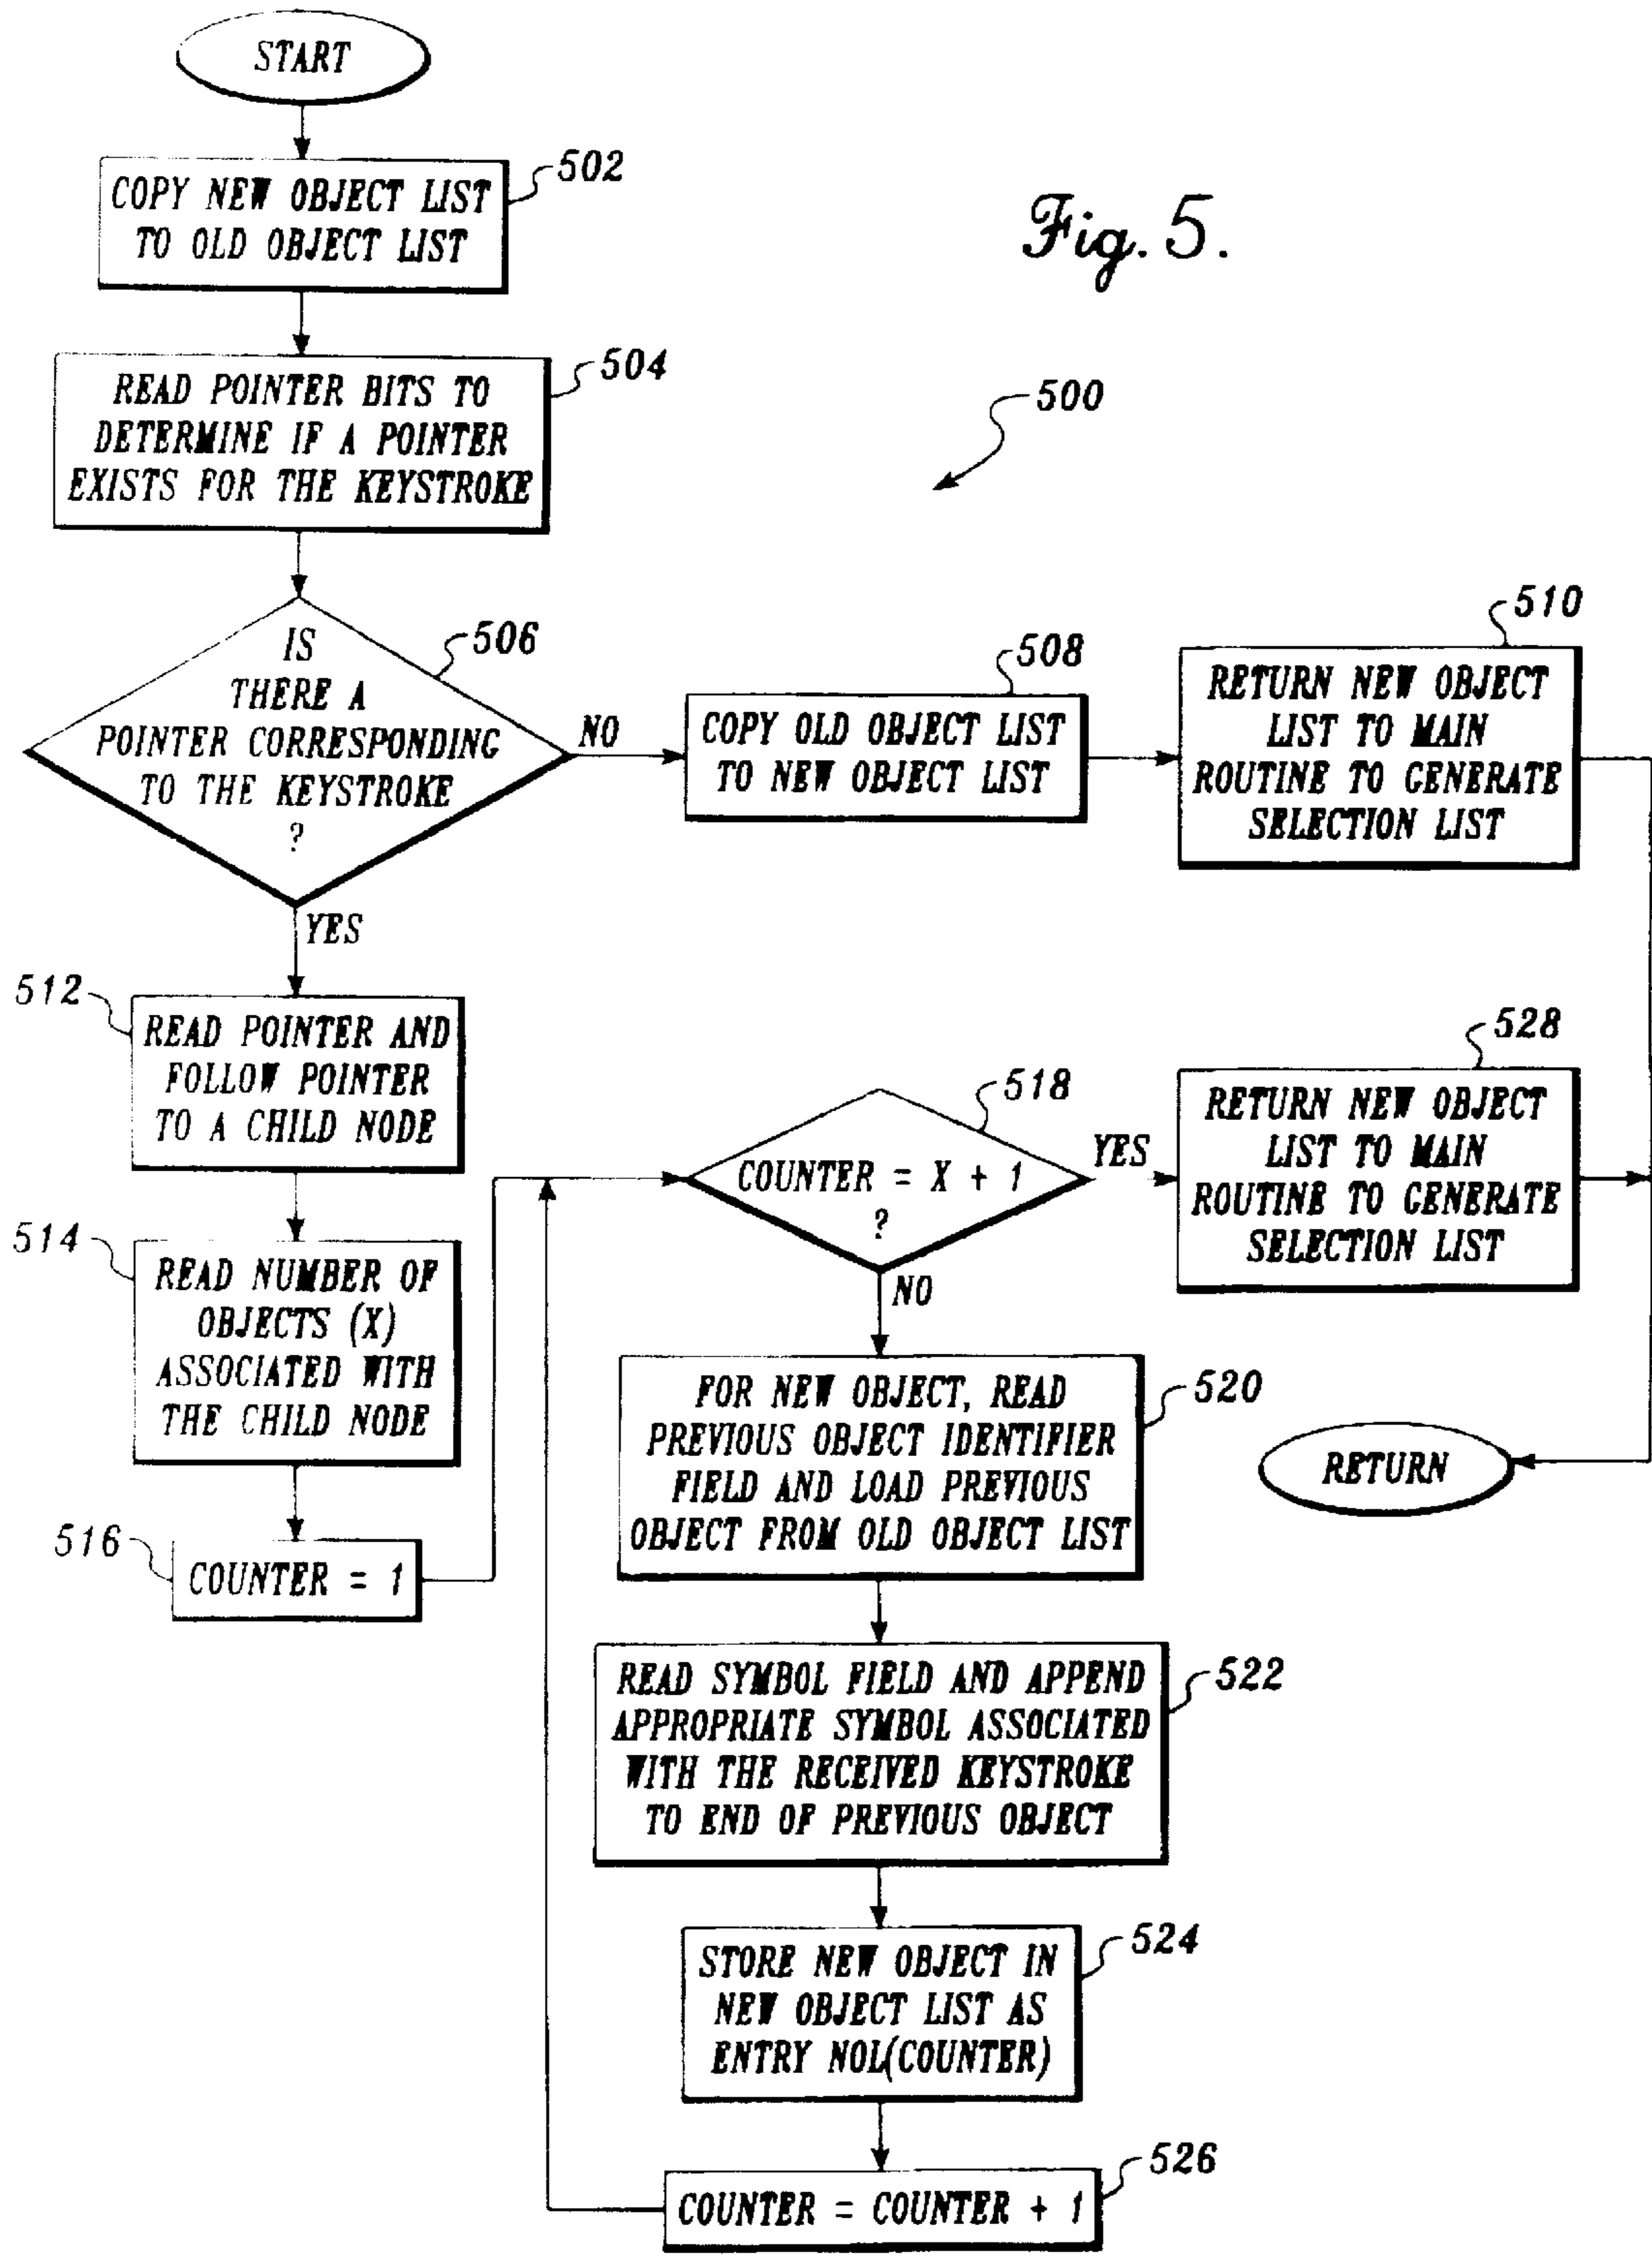 START
502
COPY NEW OBJECT LIST
TO OLD OBJECT LIST
Fig. 5.
504
READ POINTER BITS TO
DETERMINE IF A POINTER
EXISTS FOR THE KEYSTROKE
500
506
IS
THERE A
POINTER CORRESPONDING
TO THE KEYSTROKE
?
NO
508
COPY OLD OBJECT LIST
TO NEW OBJECT LIST
510
RETURN NEW OBJECT
LIST TO MAIN
ROUTINE TO GENERATE
SELECTION LIST
YES
512
READ POINTER AND
FOLLOW POINTER
TO A CHILD NODE
514
READ NUMBER OF
OBJECTS (X)
ASSOCIATED WITH
THE CHILD NODE
516
COUNTER = 1
518
COUNTER = X + 1
?
YES
528
RETURN NEW OBJECT
LIST TO MAIN
ROUTINE TO GENERATE
SELECTION LIST
NO
520
FOR NEW OBJECT, READ
PREVIOUS OBJECT IDENTIFIER
FIELD AND LOAD PREVIOUS
OBJECT FROM OLD OBJECT LIST
RETURN
522
READ SYMBOL FIELD AND APPEND
APPROPRIATE SYMBOL ASSOCIATED
WITH THE RECEIVED KEYSTROKE
TO END OF PREVIOUS OBJECT
524
STORE NEW OBJECT IN
NEW OBJECT LIST AS
ENTRY NOL(COUNTER)
526
COUNTER = COUNTER + 1